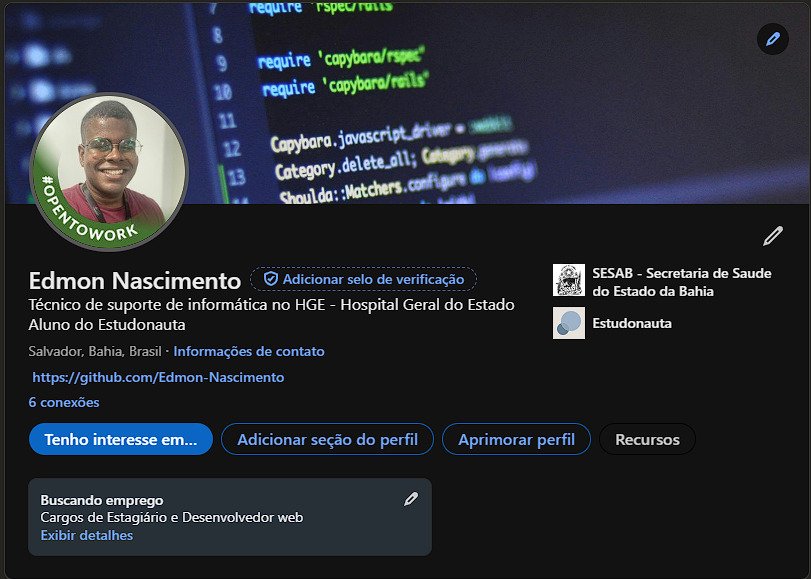 7 require 'rspec/rails
8
9 require 'capybara/rspec'
10 require 'capybara/rails'
11
12 Capybara.javascript_driver =
13 Category.delete_all; Category
Shoulda::Matchers.configure do |config|
#OPENTOWORK
Edmon Nascimento
Adicionar selo de verificação
Técnico de suporte de informática no HGE - Hospital Geral do Estado
Aluno do Estudonauta
Salvador, Bahia, Brasil · Informações de contato
https://github.com/Edmon-Nascimento
6 conexões
SESAB - Secretaria de Saude
do Estado da Bahia
Estudonauta
Tenho interesse em...
Adicionar seção do perfil
Aprimorar perfil
Recursos
Buscando emprego
Cargos de Estagiário e Desenvolvedor web
Exibir detalhes